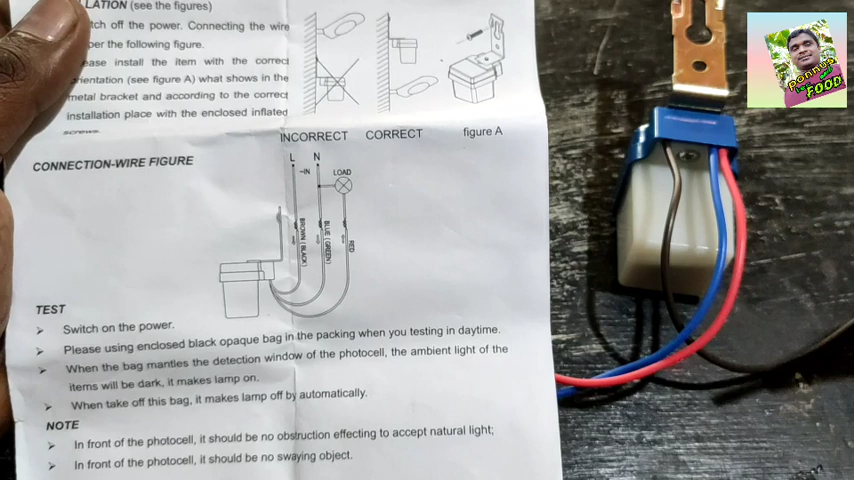 LATION (see the figures)
tch off the power. Connecting the wire
per the following figure.
ease install the item with the correct
rientation (see figure A) what shows in the
metal bracket and according to the correct
installation place with the enclosed inflated
screws.
INCORRECT CORRECT figure A
CONNECTION-WIRE FIGURE
L N
~IN LOAD
BROWN (BLACK)
BLUE (GREEN)
RED
TEST
➤ Switch on the power.
➤ Please using enclosed black opaque bag in the packing when you testing in daytime.
➤ When the bag mantles the detection window of the photocell, the ambient light of the
items will be dark, it makes lamp on.
➤ When take off this bag, it makes lamp off by automatically.
NOTE
➤ In front of the photocell, it should be no obstruction effecting to accept natural light;
➤ In front of the photocell, it should be no swaying object.
Ponnus
FOOD